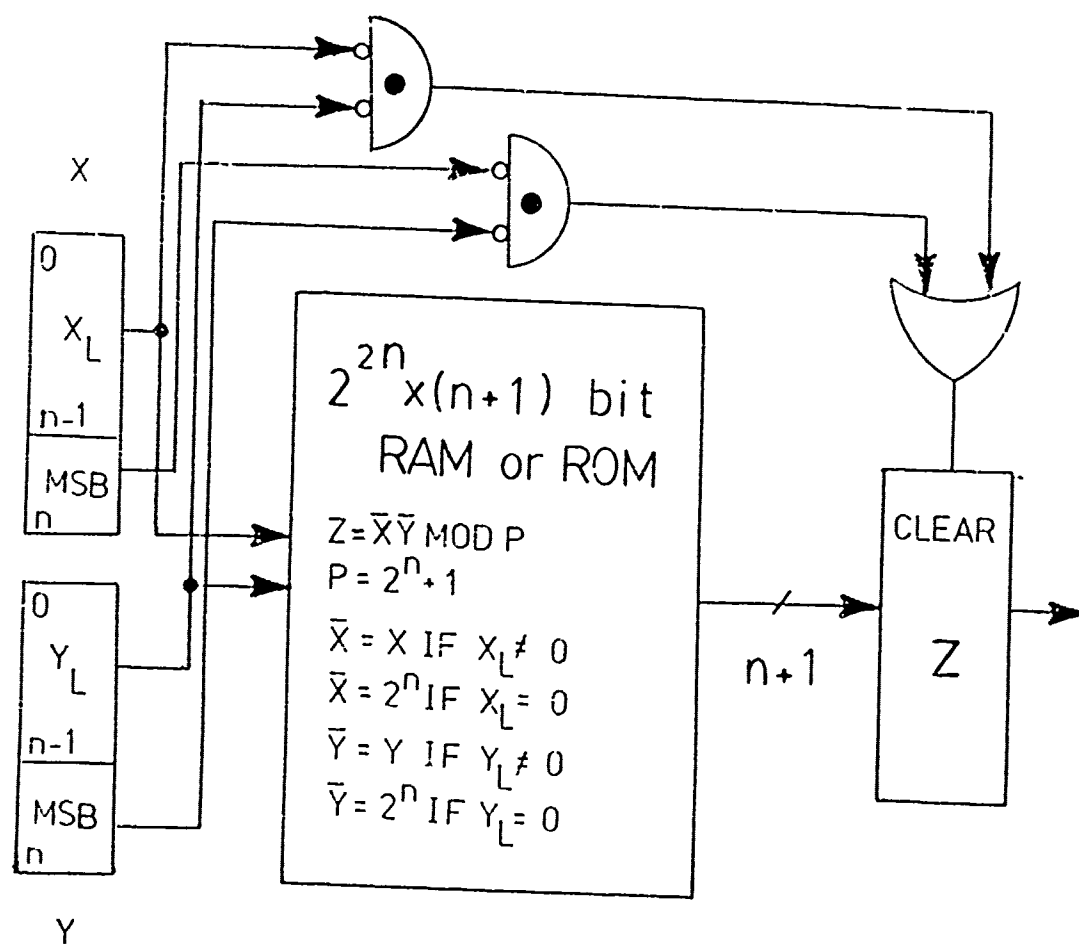 X
0
X_L
n-1
MSB
n
0
Y_L
n-1
MSB
n
Y
2^{2n} x(n+1) bit
RAM or ROM
Z = X̄Ȳ MOD P
P = 2^n + 1
X̄ = X IF X_L ≠ 0
X̄ = 2^n IF X_L = 0
Ȳ = Y IF Y_L ≠ 0
Ȳ = 2^n IF Y_L = 0
n+1
CLEAR
Z